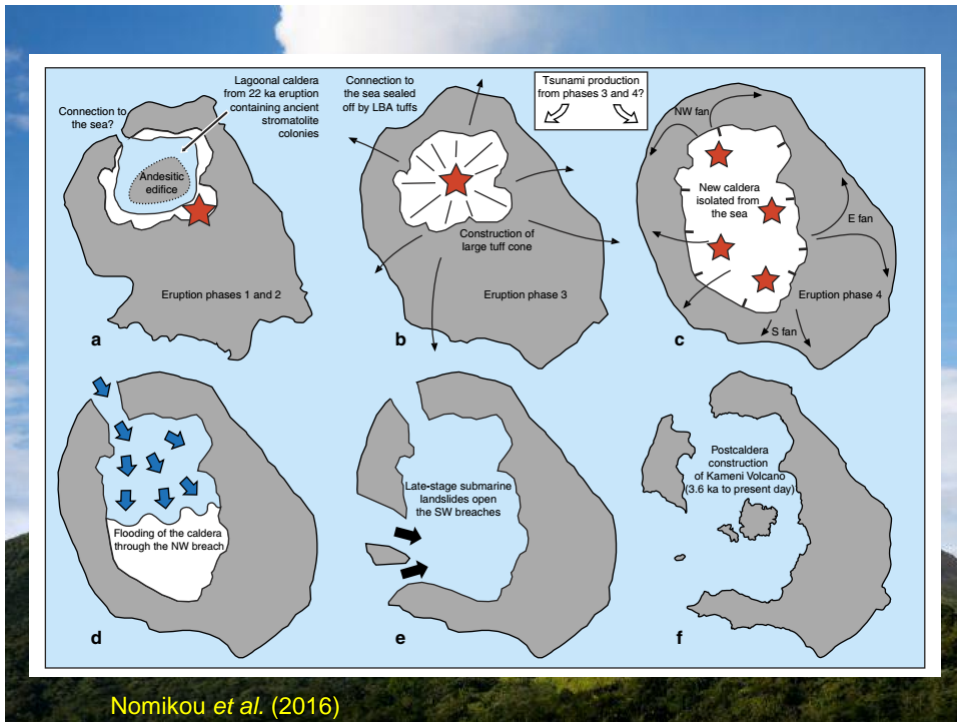 Connection to
the sea?
Lagoonal caldera
from 22 ka eruption
containing ancient
stromatolite
colonies
Andesitic
edifice
Eruption phases 1 and 2
a
Connection to
the sea sealed
off by LBA tuffs
Tsunami production
from phases 3 and 4?
Construction of
large tuff cone
Eruption phase 3
b
NW fan
New caldera
isolated from
the sea
E fan
Eruption phase 4
S fan
c
Flooding of the caldera
through the NW breach
d
Late-stage submarine
landslides open
the SW breaches
e
Postcaldera
construction
of Kameni Volcano
(3.6 ka to present day)
f
Nomikou et al. (2016)